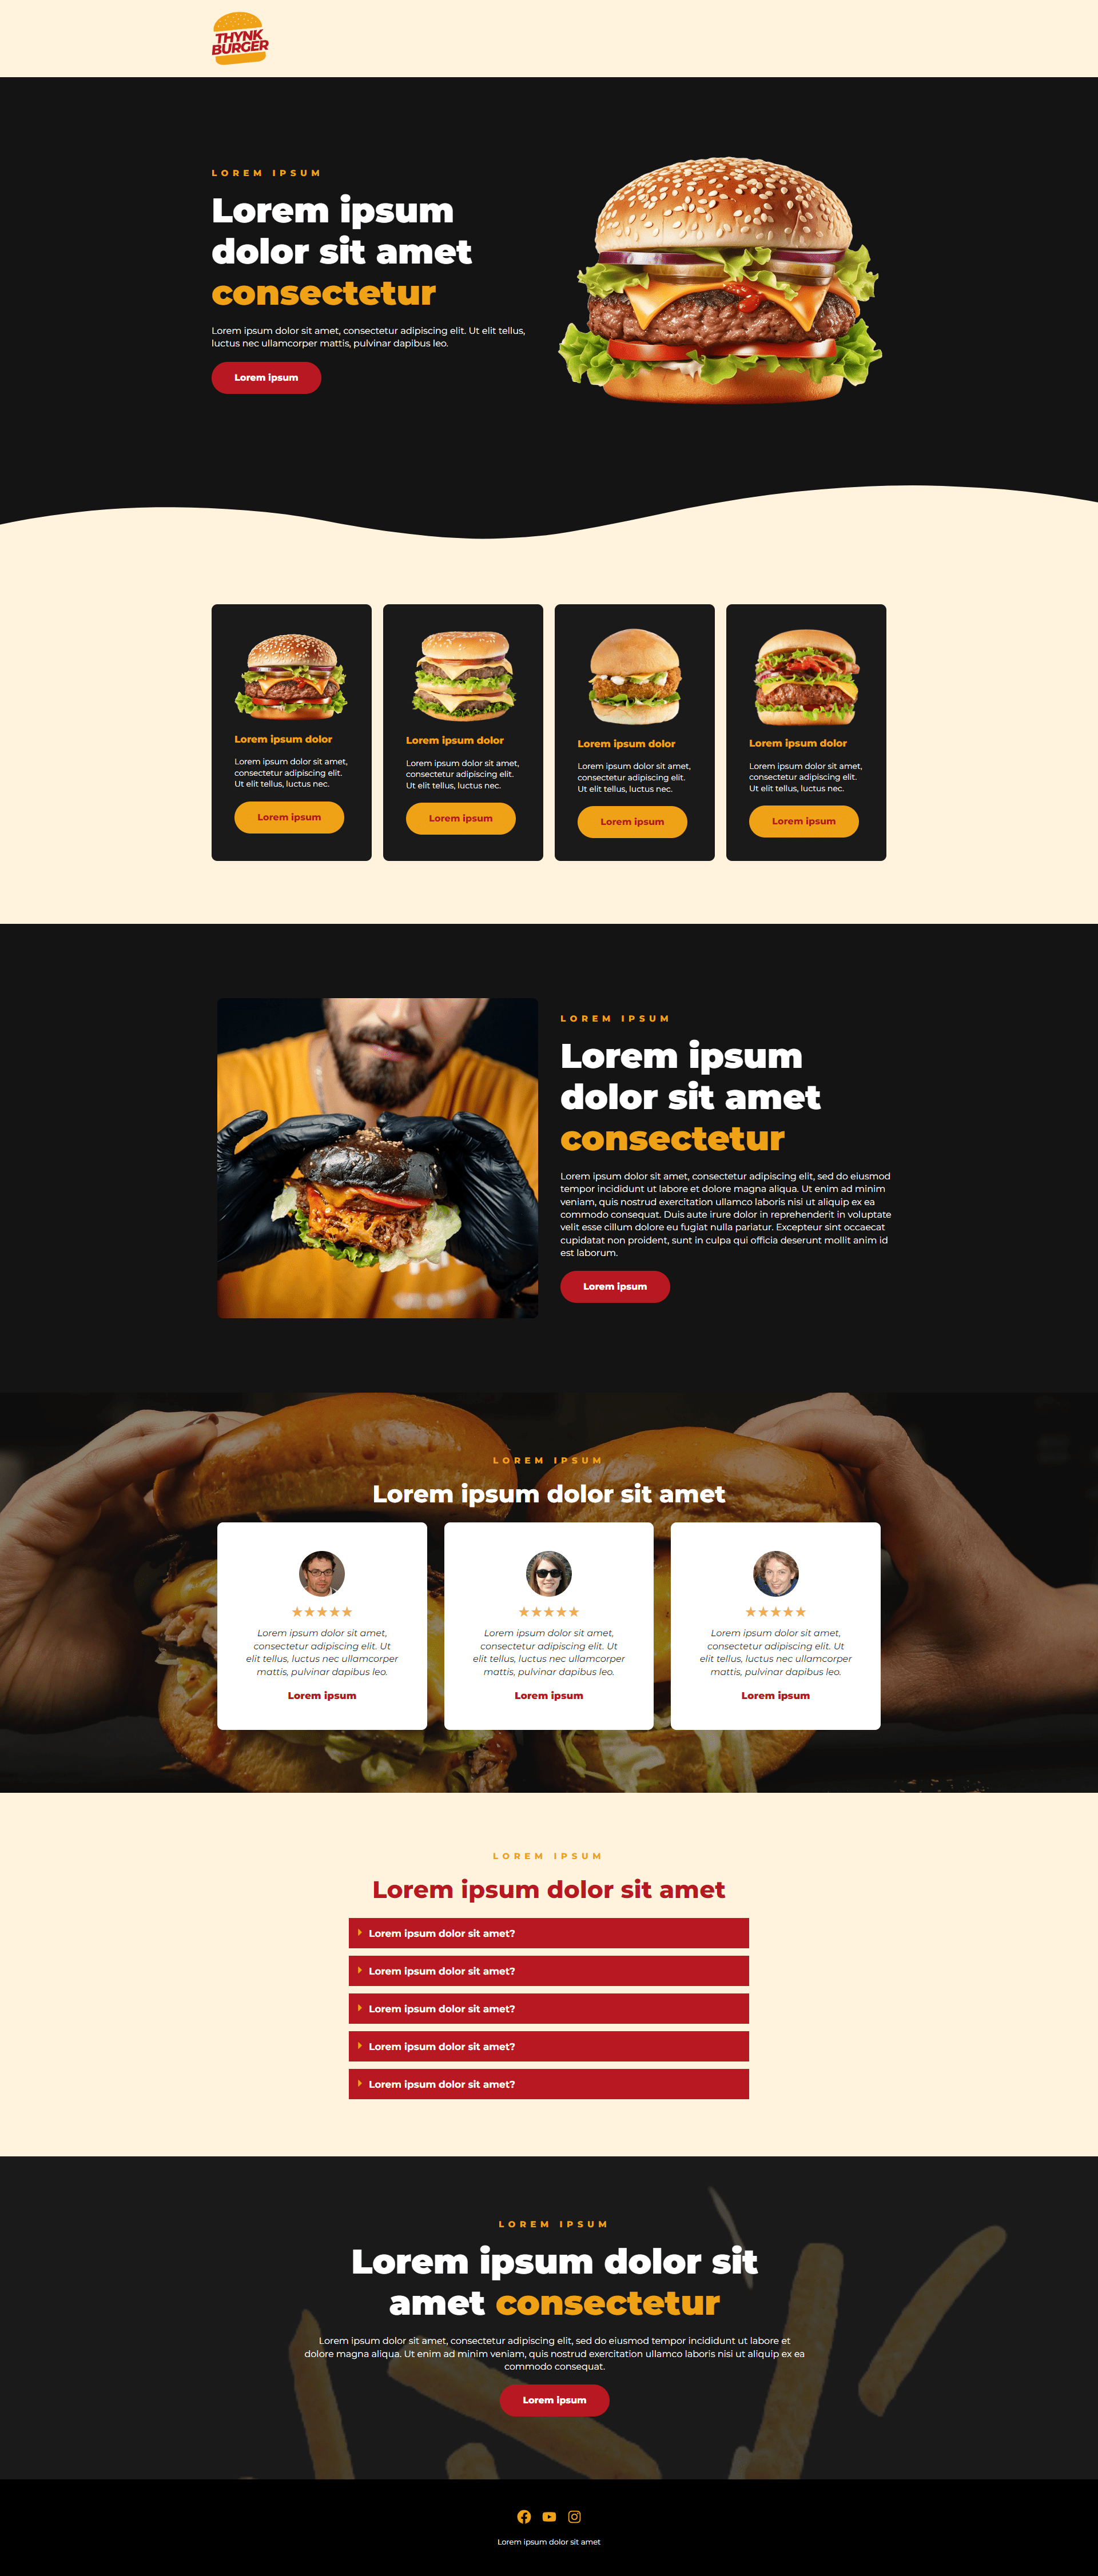 THYNK
BURGER
LOREM IPSUM
Lorem ipsum
dolor sit amet
consectetur
Lorem ipsum dolor sit amet, consectetur adipiscing elit. Ut elit tellus,
luctus nec ullamcorper mattis, pulvinar dapibus leo.
Lorem ipsum
Lorem ipsum dolor
Lorem ipsum dolor sit amet,
consectetur adipiscing elit.
Ut elit tellus, luctus nec.
Lorem ipsum
Lorem ipsum dolor
Lorem ipsum dolor sit amet,
consectetur adipiscing elit.
Ut elit tellus, luctus nec.
Lorem ipsum
Lorem ipsum dolor
Lorem ipsum dolor sit amet,
consectetur adipiscing elit.
Ut elit tellus, luctus nec.
Lorem ipsum
Lorem ipsum dolor
Lorem ipsum dolor sit amet,
consectetur adipiscing elit.
Ut elit tellus, luctus nec.
Lorem ipsum
LOREM IPSUM
Lorem ipsum
dolor sit amet
consectetur
Lorem ipsum dolor sit amet, consectetur adipiscing elit, sed do eiusmod
tempor incididunt ut labore et dolore magna aliqua. Ut enim ad minim
veniam, quis nostrud exercitation ullamco laboris nisi ut aliquip ex ea
commodo consequat. Duis aute irure dolor in reprehenderit in voluptate
velit esse cillum dolore eu fugiat nulla pariatur. Excepteur sint occaecat
cupidatat non proident, sunt in culpa qui officia deserunt mollit anim id
est laborum.
Lorem ipsum
LOREM IPSUM
Lorem ipsum dolor sit amet
Lorem ipsum dolor sit amet,
consectetur adipiscing elit. Ut
elit tellus, luctus nec ullamcorper
mattis, pulvinar dapibus leo.
Lorem ipsum
Lorem ipsum dolor sit amet,
consectetur adipiscing elit. Ut
elit tellus, luctus nec ullamcorper
mattis, pulvinar dapibus leo.
Lorem ipsum
Lorem ipsum dolor sit amet,
consectetur adipiscing elit. Ut
elit tellus, luctus nec ullamcorper
mattis, pulvinar dapibus leo.
Lorem ipsum
LOREM IPSUM
Lorem ipsum dolor sit amet
Lorem ipsum dolor sit amet?
Lorem ipsum dolor sit amet?
Lorem ipsum dolor sit amet?
Lorem ipsum dolor sit amet?
Lorem ipsum dolor sit amet?
LOREM IPSUM
Lorem ipsum dolor sit
amet consectetur
Lorem ipsum dolor sit amet, consectetur adipiscing elit, sed do eiusmod tempor incididunt ut labore et
dolore magna aliqua. Ut enim ad minim veniam, quis nostrud exercitation ullamco laboris nisi ut aliquip ex ea
commodo consequat.
Lorem ipsum
Lorem ipsum dolor sit amet